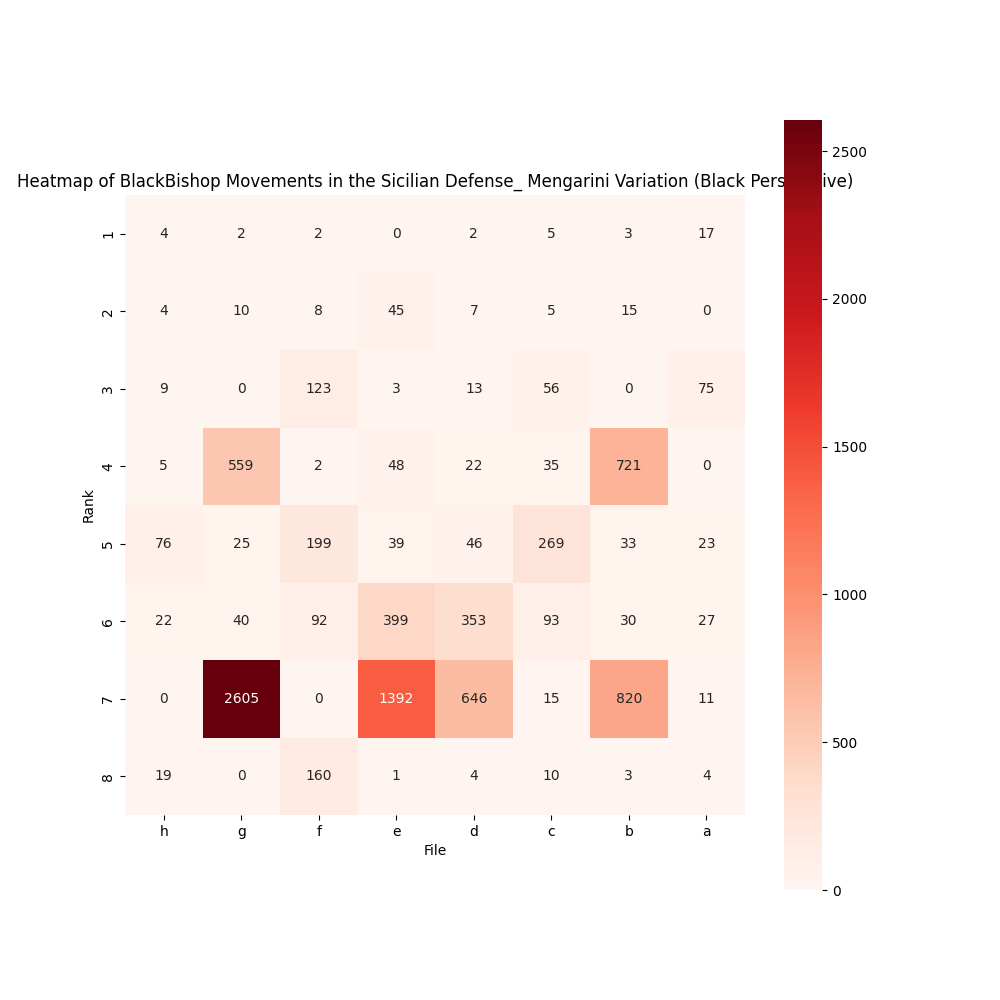 Heatmap of BlackBishop Movements in the Sicilian Defense_ Mengarini Variation (Black Pers ive)
2500
2000
1500
1000
500
0
Rank
1 4 2 2 0 2 5 3 17
2 4 10 8 45 7 5 15 0
3 9 0 123 3 13 56 0 75
4 5 559 2 48 22 35 721 0
5 76 25 199 39 46 269 33 23
6 22 40 92 399 353 93 30 27
7 0 2605 0 1392 646 15 820 11
8 19 0 160 1 4 10 3 4
h g f e d c b a
File